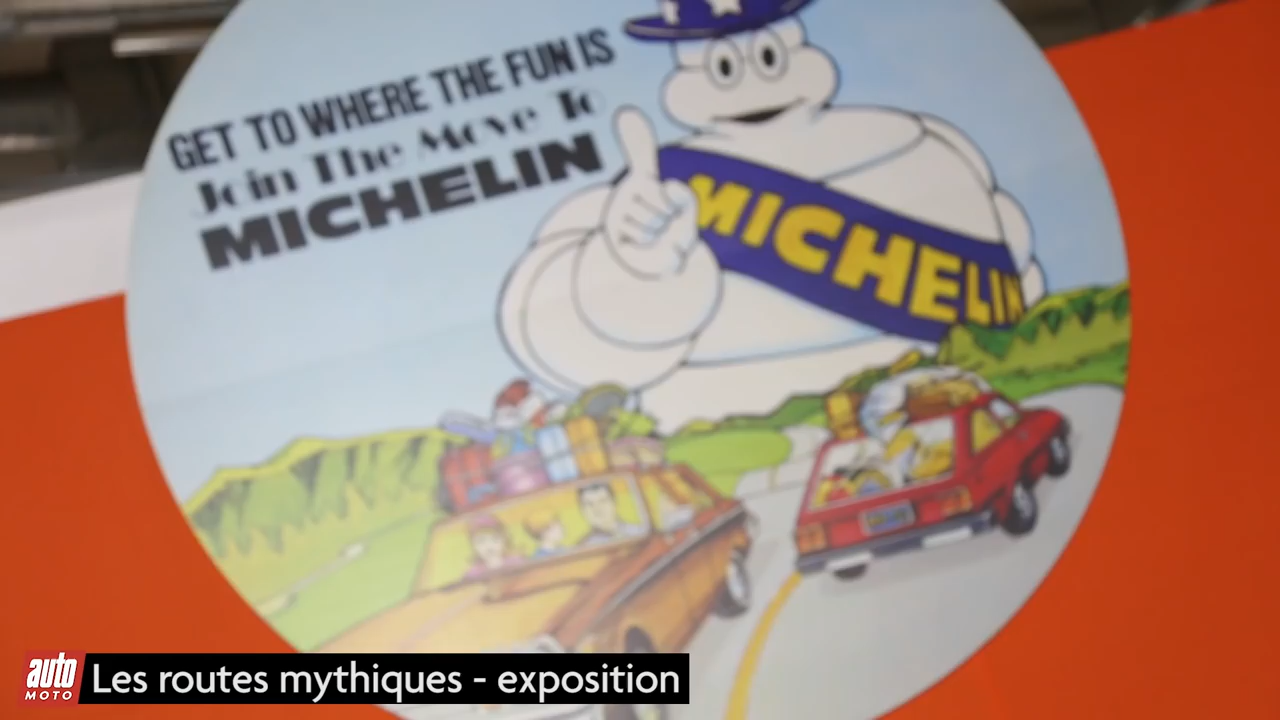 GET TO WHERE THE FUN IS
Join The Move To
MICHELIN
MICHELIN
auto
MOTO
Les routes mythiques - exposition